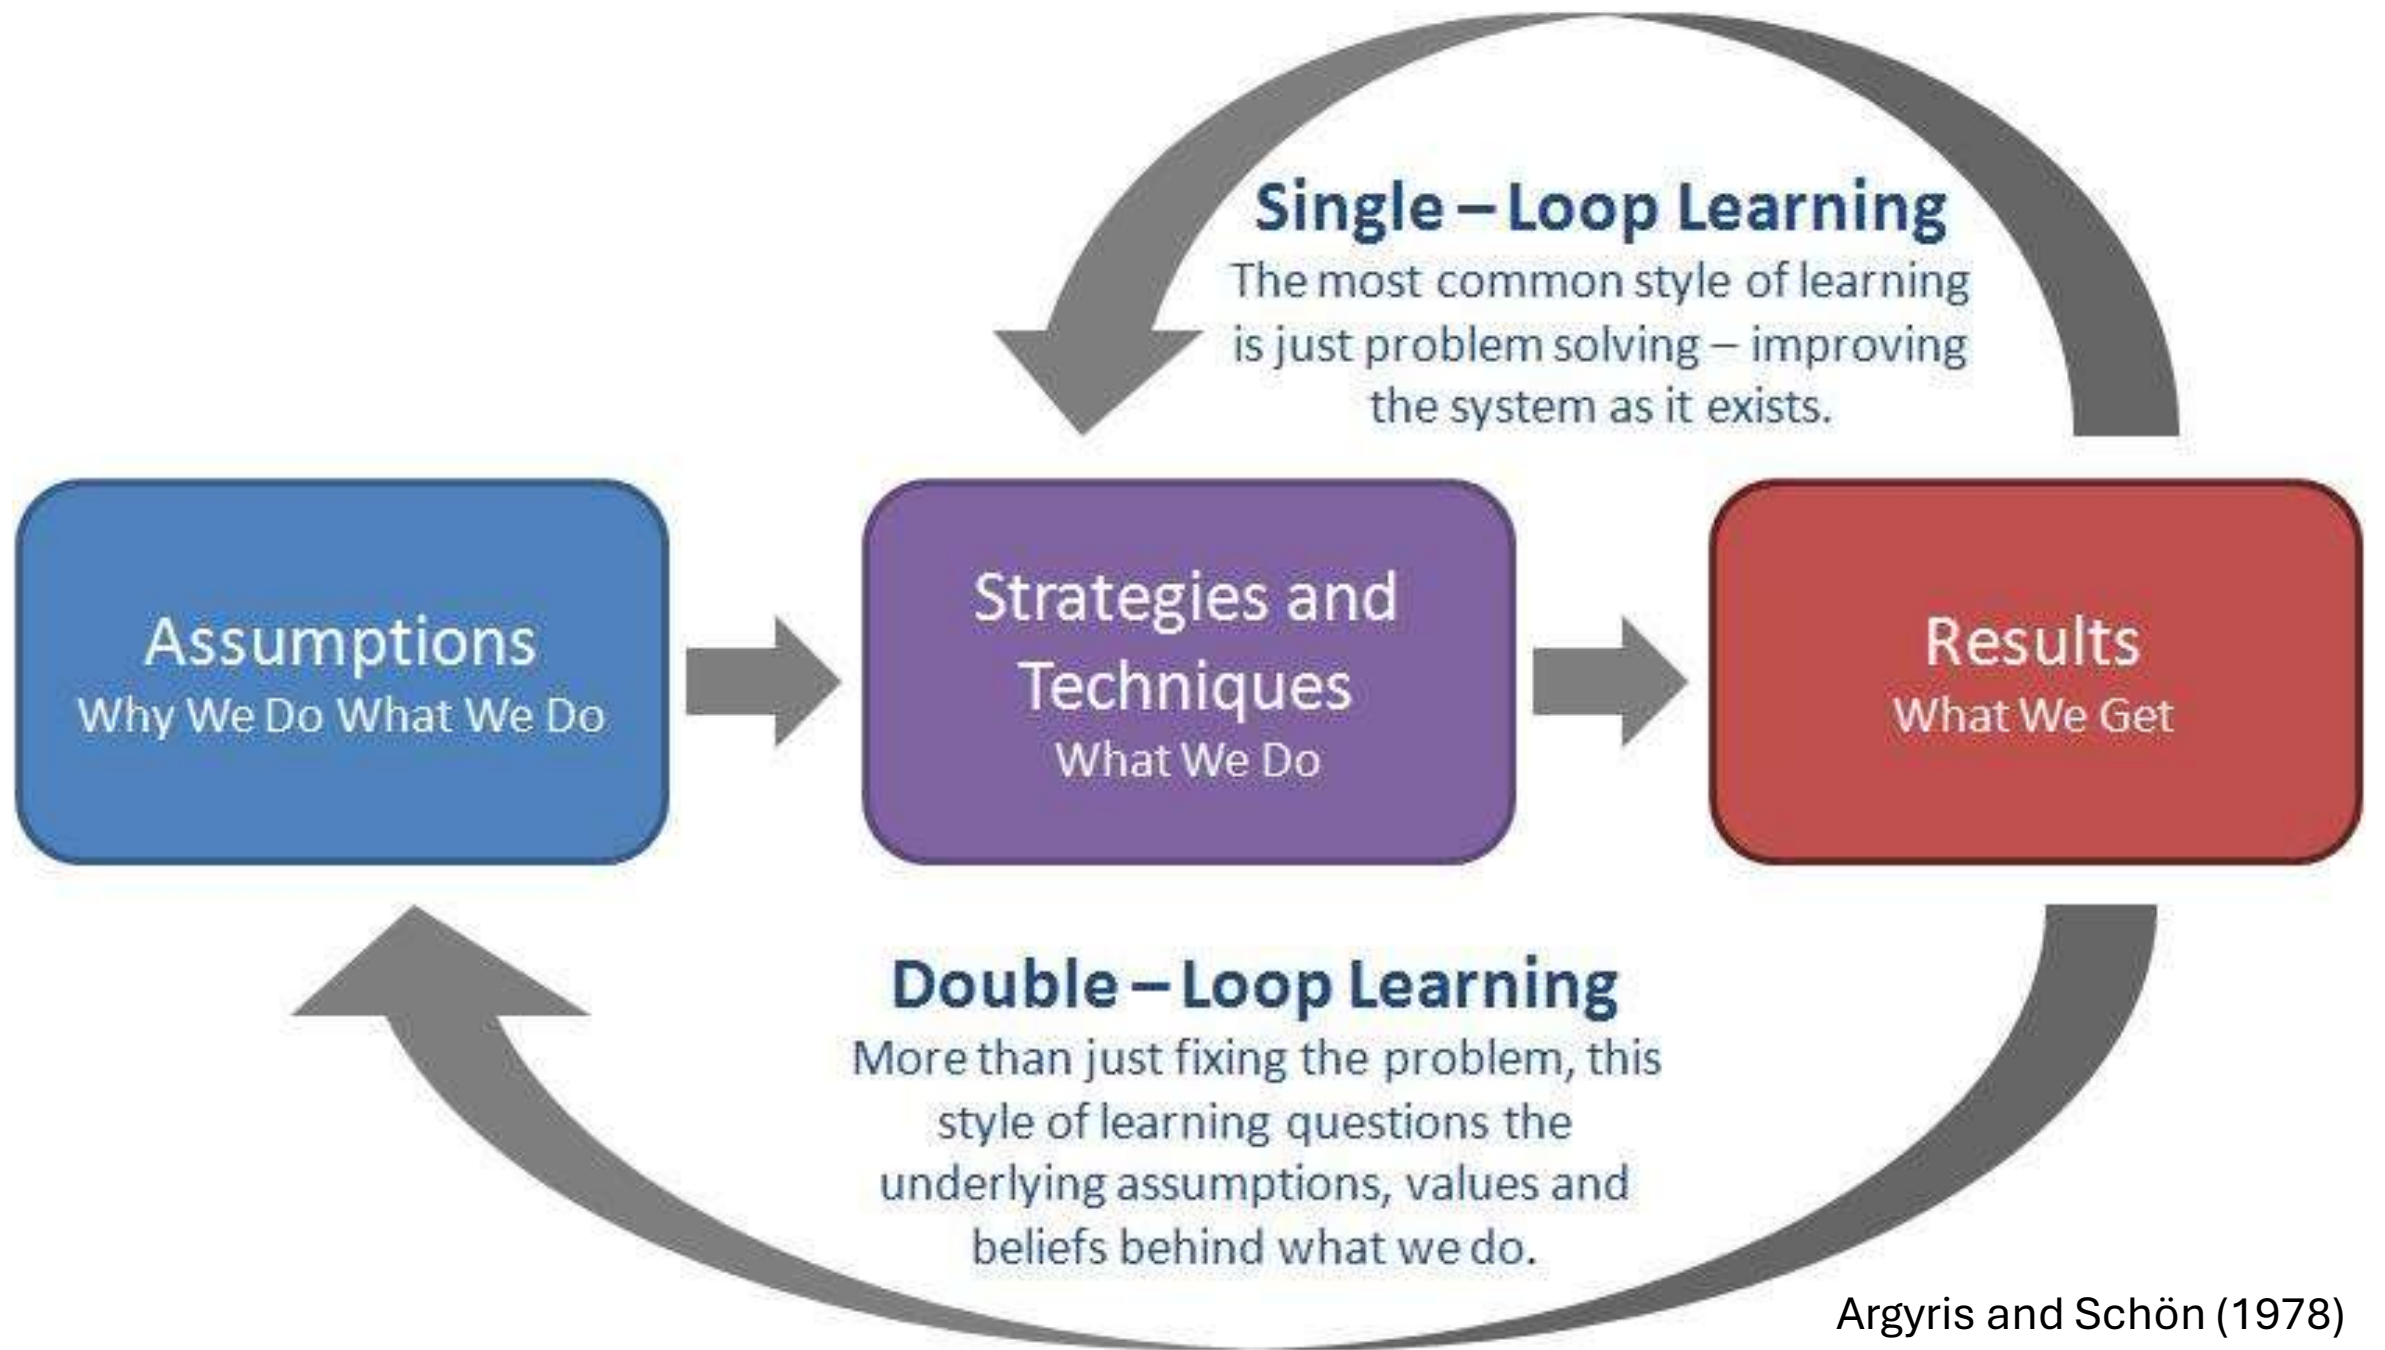 Single – Loop Learning
The most common style of learning
is just problem solving – improving
the system as it exists.
Assumptions
Why We Do What We Do
Strategies and
Techniques
What We Do
Results
What We Get
Double – Loop Learning
More than just fixing the problem, this
style of learning questions the
underlying assumptions, values and
beliefs behind what we do.
Argyris and Schön (1978)